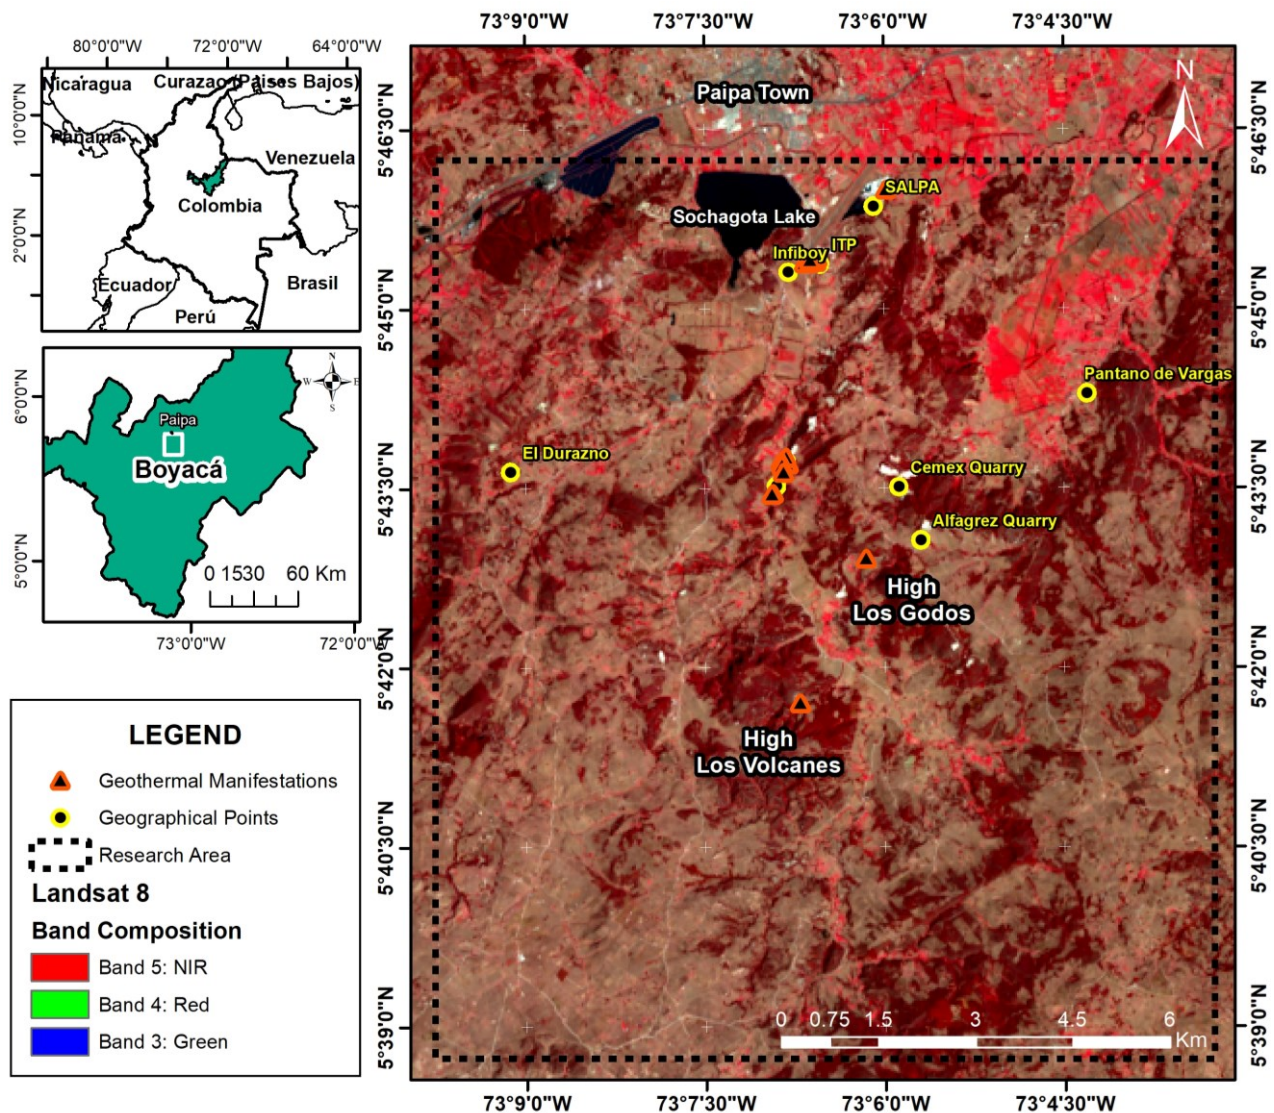 80°0'0"W
72°0'0"W
64°0'0"W
10°0'0"N
2°0'0"N
Nicaragua
Curazao (Paises Bajos)
Panamá
Venezuela
Colombia
Ecuador
Brasil
Perú
6°0'0"N
5°0'0"N
N
W
E
S
Paipa
Boyacá
0 1530 60 Km
73°0'0"W
72°0'0"W
LEGEND
Geothermal Manifestations
Geographical Points
Research Area
Landsat 8
Band Composition
Band 5: NIR
Band 4: Red
Band 3: Green
73°9'0"W
73°7'30"W
73°6'0"W
73°4'30"W
5°46'30"N
5°45'0"N
5°43'30"N
5°42'0"N
5°40'30"N
5°39'0"N
N
Paipa Town
SALPA
Sochagota Lake
Infiboy
ITP
Pantano de Vargas
El Durazno
Cemex Quarry
Alfagrez Quarry
High
Los Godos
High
Los Volcanes
0 0.75 1.5 3 4.5 6
Km
5°46'30"N
5°45'0"N
5°43'30"N
5°42'0"N
5°40'30"N
5°39'0"N
73°9'0"W
73°7'30"W
73°6'0"W
73°4'30"W